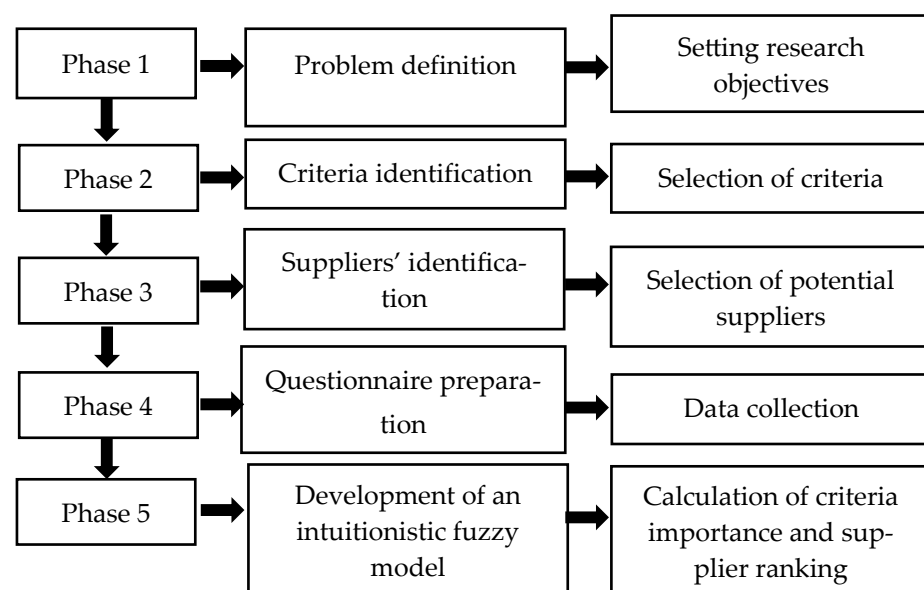 Phase 1
Problem definition
Setting research
objectives
Phase 2
Criteria identification
Selection of criteria
Phase 3
Suppliers’ identifica-
tion
Selection of potential
suppliers
Phase 4
Questionnaire prepara-
tion
Data collection
Phase 5
Development of an
intuitionistic fuzzy
model
Calculation of criteria
importance and sup-
plier ranking